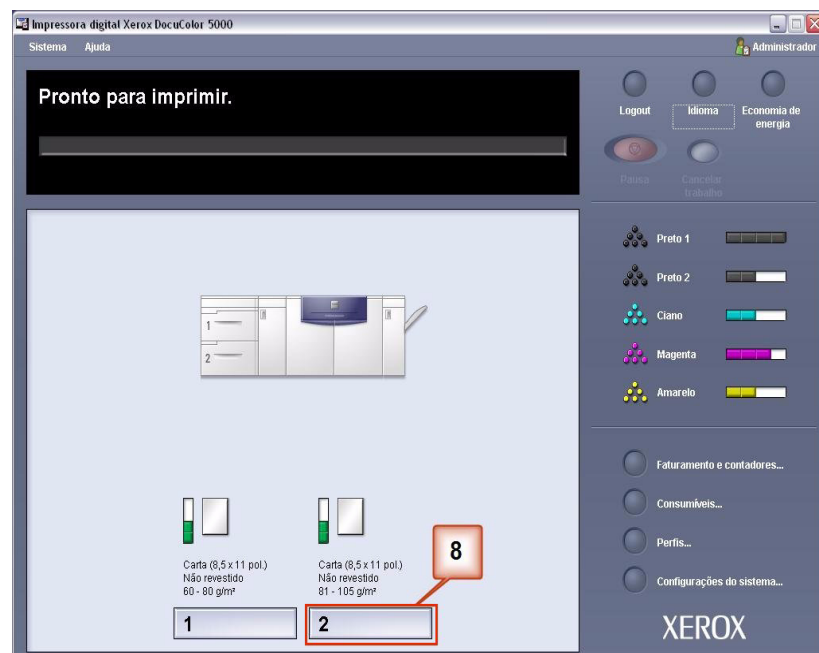 Impressora digital Xerox DocuColor 5000
Sistema Ajuda
Administrador
Pronto para imprimir.
Logout
Idioma
Economia de
energia
Pausa
Cancelar
trabalho
1
2
Preto 1
Preto 2
Ciano
Magenta
Amarelo
Carta (8,5 x 11 pol.)
Não revestido
60 - 80 g/m²
1
Carta (8,5 x 11 pol.)
Não revestido
81 - 105 g/m²
2
8
Faturamento e contadores...
Consumíveis...
Perfis...
Configurações do sistema...
XEROX